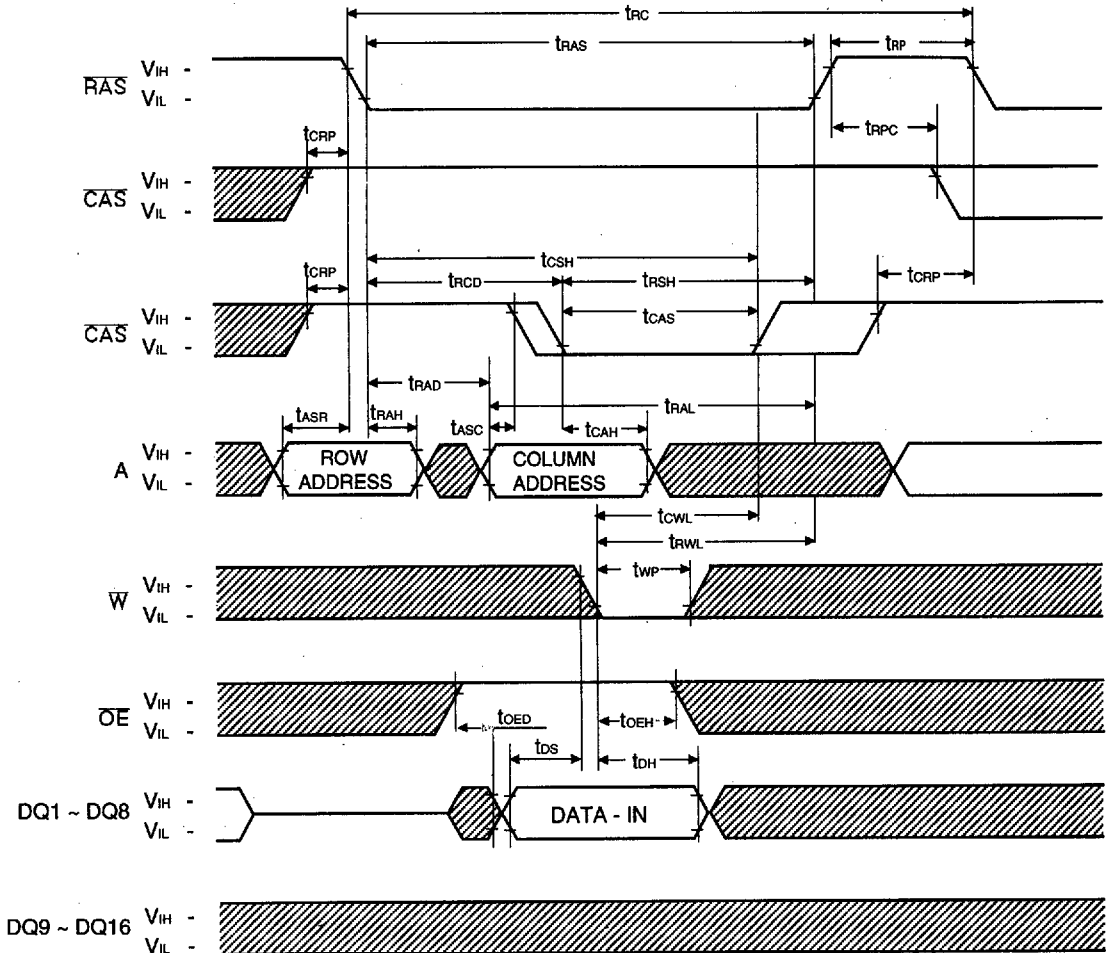 tRC
tRAS
tRP
RAS
VIH -
VIL -
tCRP
tRPC
CAS
VIH -
VIL -
tCSH
tCRP
tRCD
tRSH
tCRP
CAS
VIH -
VIL -
tCAS
tRAD
tRAL
tASR
tRAH
tASC
tCAH
A
VIH -
VIL -
ROW
ADDRESS
COLUMN
ADDRESS
tCWL
tRWL
tWP
W
VIH -
VIL -
OE
VIH -
VIL -
tOED
tOEH
tDS
tDH
DQ1 ~ DQ8
VIH -
VIL -
DATA - IN
DQ9 ~ DQ16
VIH -
VIL -